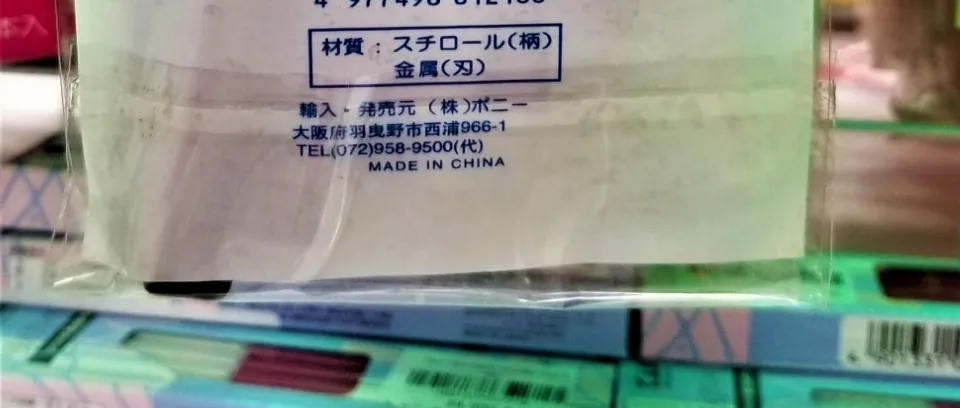 本入
材質：スチロール(柄)
金属(刃)
輸入・発売元 (株)ポニー
大阪府羽曳野市西浦966-1
TEL(072)958-9500(代)
MADE IN CHINA